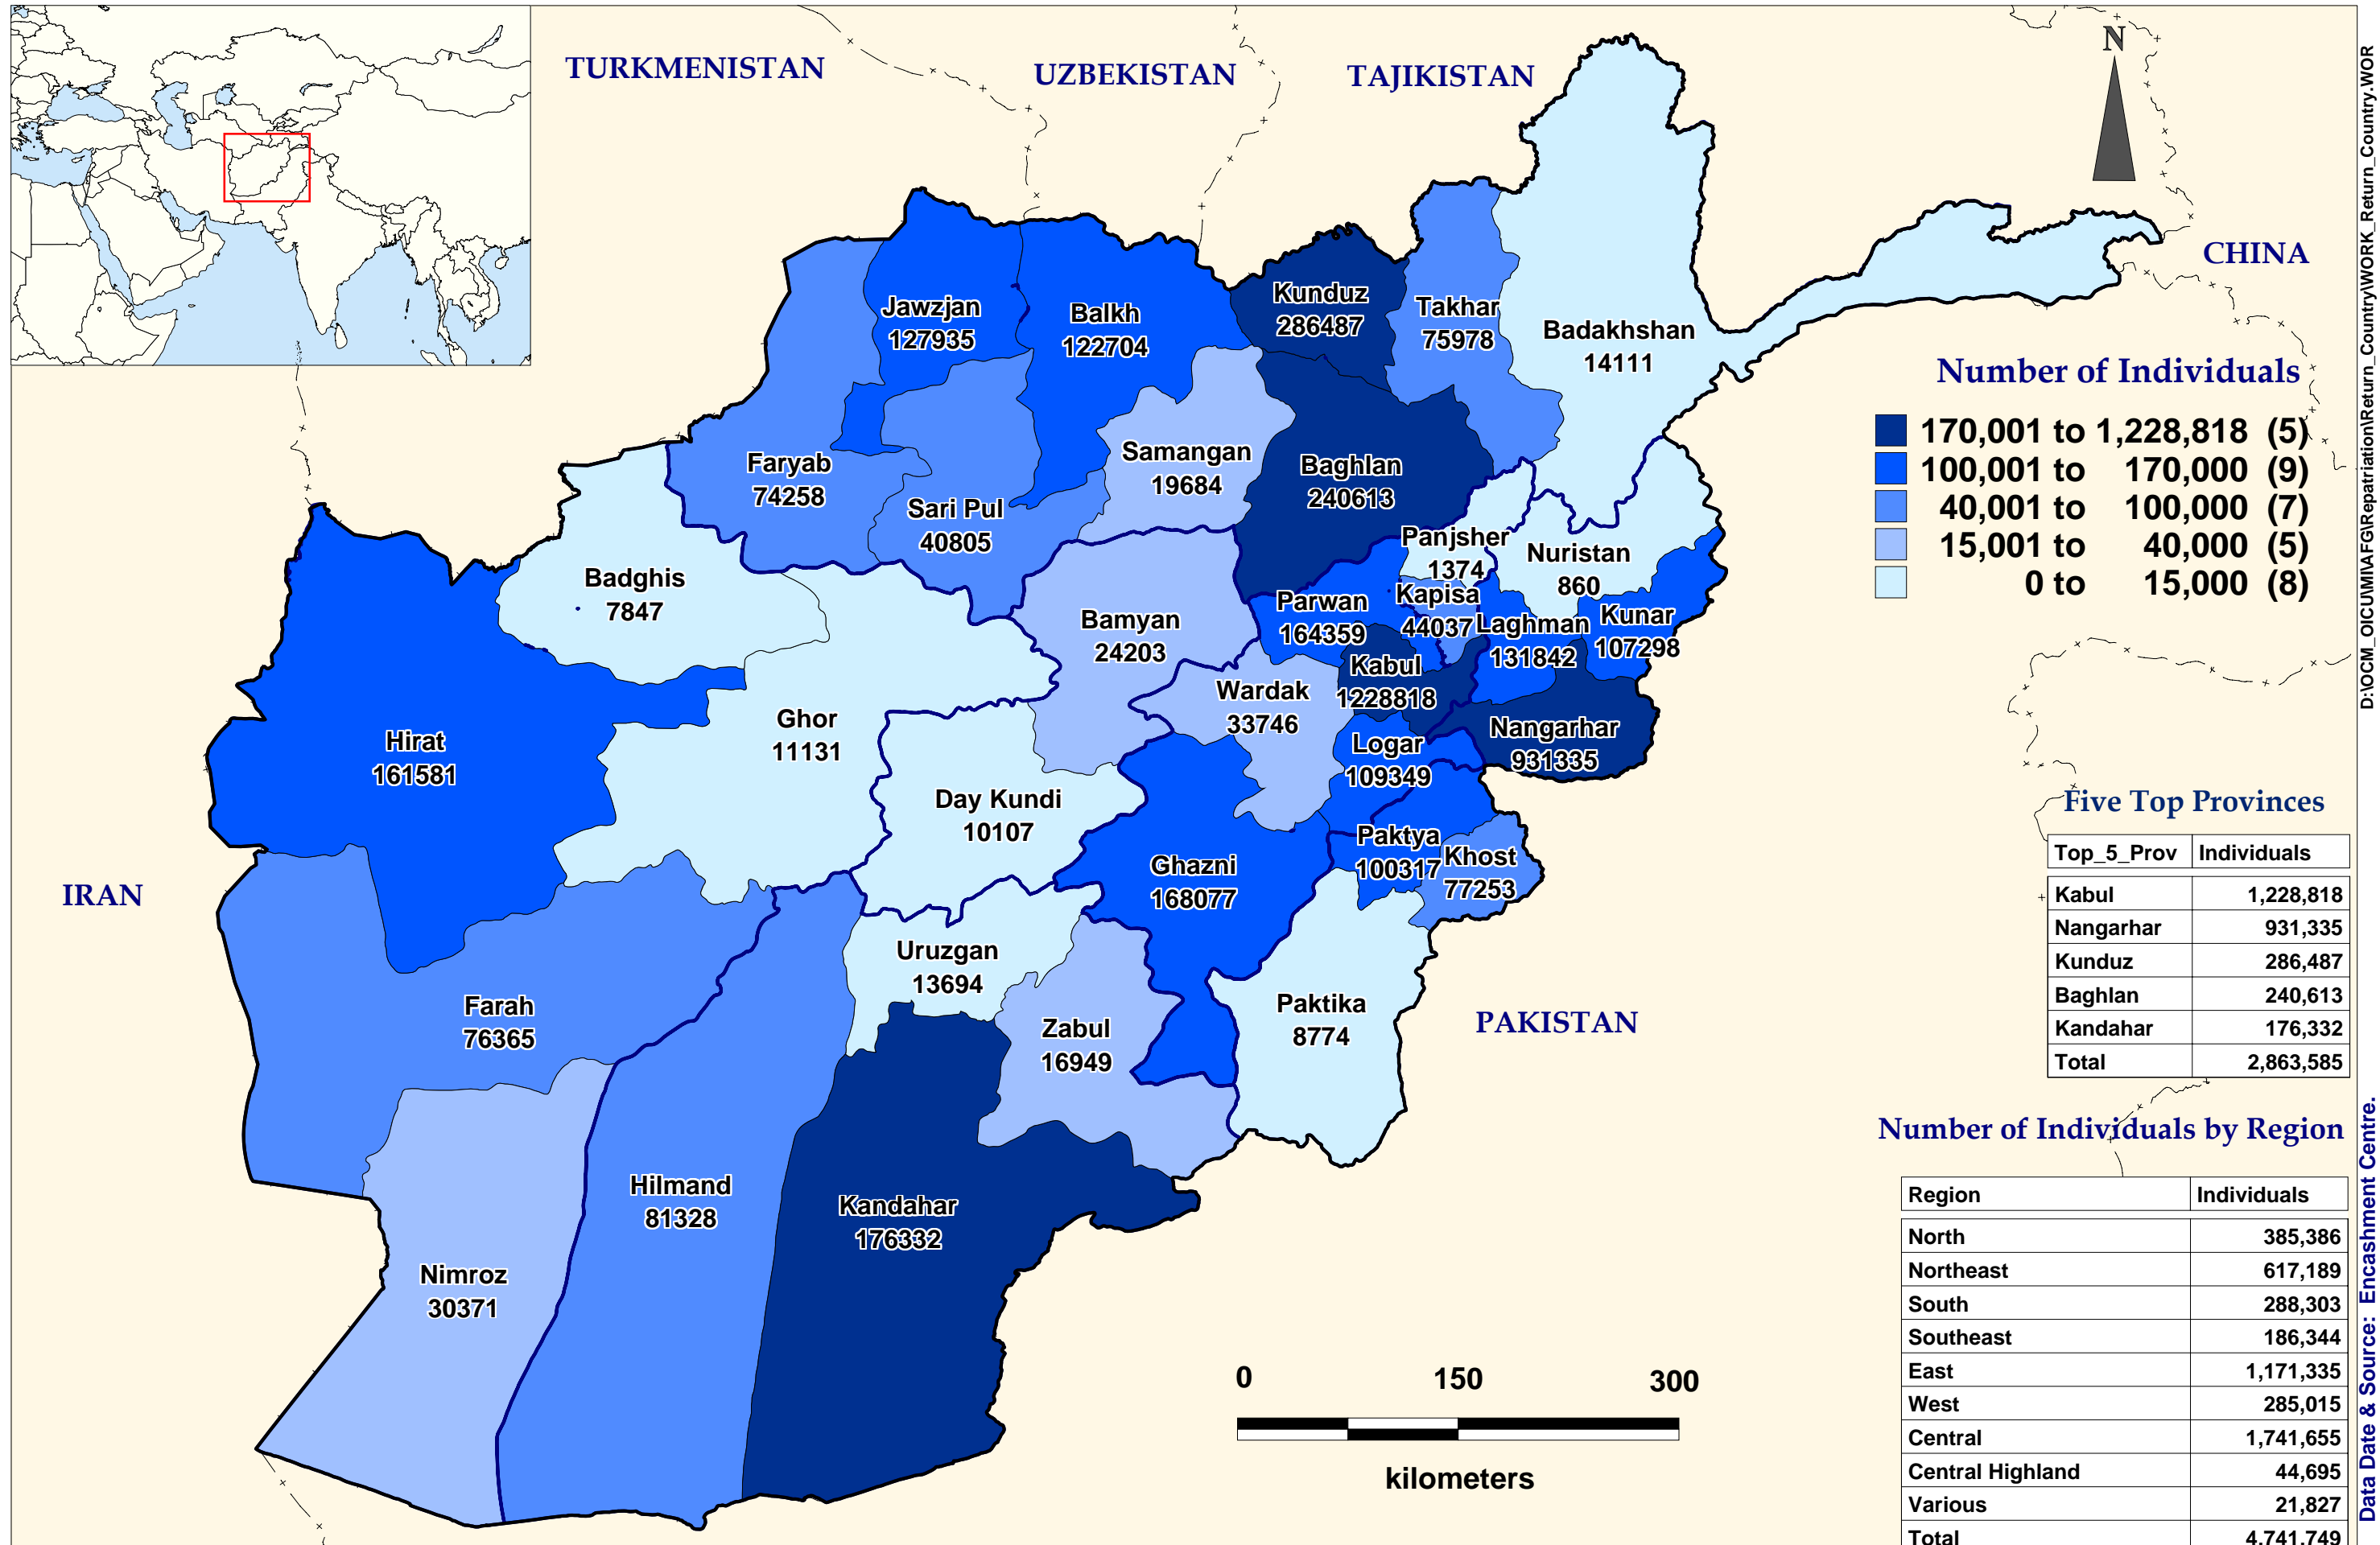 TURKMENISTAN
UZBEKISTAN
TAJIKISTAN
N
CHINA
IRAN
PAKISTAN
Jawzjan
127935
Balkh
122704
Kunduz
286487
Takhar
75978
Badakhshan
14111
Faryab
74258
Sari Pul
40805
Samangan
19684
Baghlan
240613
Panjsher
1374
Nuristan
860
Badghis
7847
Bamyan
24203
Parwan
164359
Kapisa
44037
Laghman
131842
Kunar
107298
Kabul
1228818
Wardak
33746
Hirat
161581
Ghor
11131
Logar
109349
Nangarhar
931335
Day Kundi
10107
Ghazni
168077
Paktya
100317
Khost
77253
Uruzgan
13694
Farah
76365
Zabul
16949
Paktika
8774
Hilmand
81328
Kandahar
176332
Nimroz
30371
0 150 300
kilometers
Number of Individuals
170,001 to 1,228,818 (5)
100,001 to 170,000 (9)
40,001 to 100,000 (7)
15,001 to 40,000 (5)
0 to 15,000 (8)
Five Top Provinces
Top_5_Prov Individuals
Kabul 1,228,818
Nangarhar 931,335
Kunduz 286,487
Baghlan 240,613
Kandahar 176,332
Total 2,863,585
Number of Individuals by Region
Region Individuals
North 385,386
Northeast 617,189
South 288,303
Southeast 186,344
East 1,171,335
West 285,015
Central 1,741,655
Central Highland 44,695
Various 21,827
Total 4,741,749
D:\OCM_OIC\UMI\AFG\Repatriation\Return_Country\WORK_Return_Country.WOR
Data Date & Source: Encashment Centre.